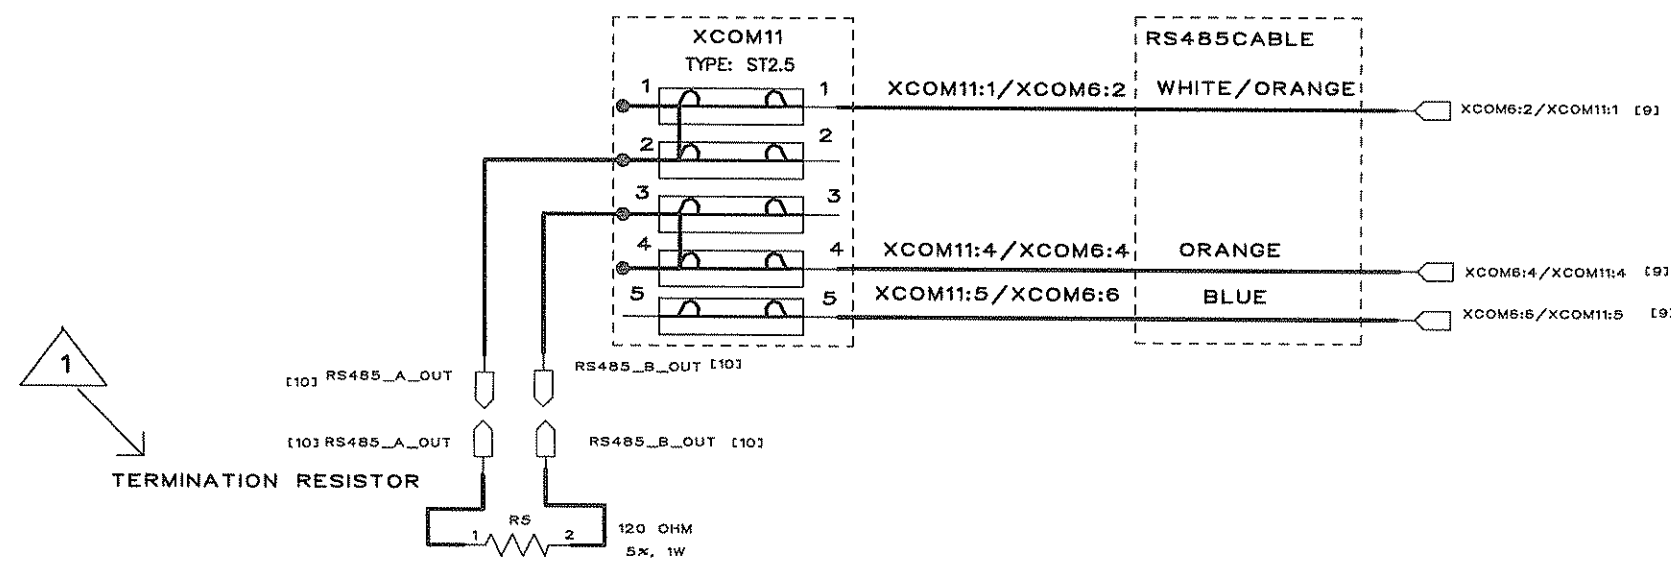 XCOM11
TYPE: ST2.5
RS485CABLE
1 1 XCOM11:1/XCOM6:2 WHITE/ORANGE XCOM6:2/XCOM11:1 [9]
2 2
3 3
4 4 XCOM11:4/XCOM6:4 ORANGE XCOM6:4/XCOM11:4 [9]
5 5 XCOM11:5/XCOM6:6 BLUE XCOM6:6/XCOM11:5 [9]
1
[10] RS485_A_OUT RS485_B_OUT [10]
[10] RS485_A_OUT RS485_B_OUT [10]
TERMINATION RESISTOR
R5
1 2
120 OHM
5%, 1W